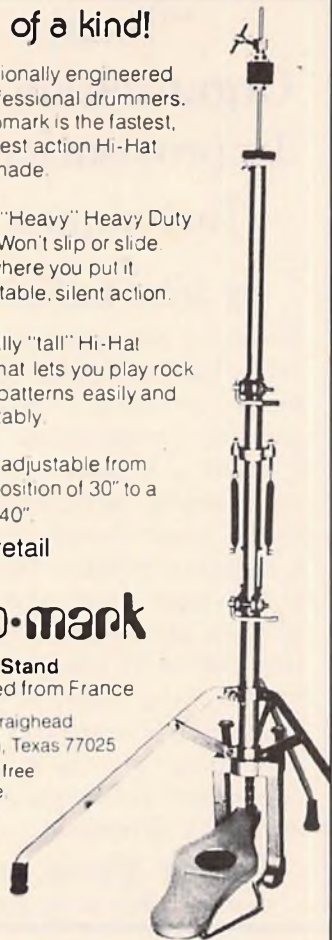 of a kind!
ionally engineered
fessional drummers.
omark is the fastest,
est action Hi-Hat
nade.
"Heavy" Heavy Duty
Won't slip or slide.
where you put it
table, silent action.
lly "tall" Hi-Hat
hat lets you play rock
patterns easily and
tably.
adjustable from
osition of 30" to a
40".
etail
o•mark
Stand
ed from France
raighead
, Texas 77025
free
e.